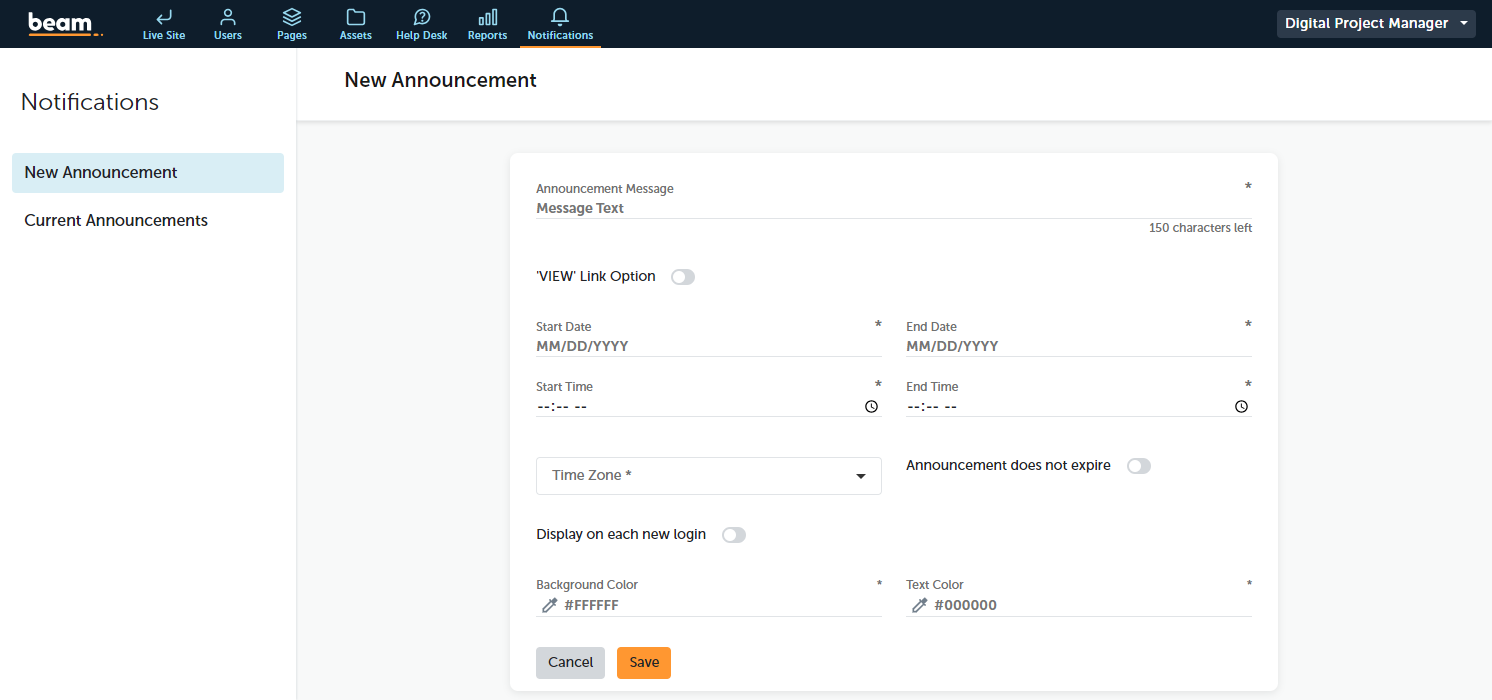 beam
Live Site
Users
Pages
Assets
Help Desk
Reports
Notifications
Digital Project Manager
Notifications
New Announcement
Current Announcements
New Announcement
Announcement Message *
Message Text
150 characters left
'VIEW' Link Option
Start Date *
MM/DD/YYYY
End Date *
MM/DD/YYYY
Start Time *
--:-- --
End Time *
--:-- --
Time Zone *
Announcement does not expire
Display on each new login
Background Color *
#FFFFFF
Text Color *
#000000
Cancel
Save